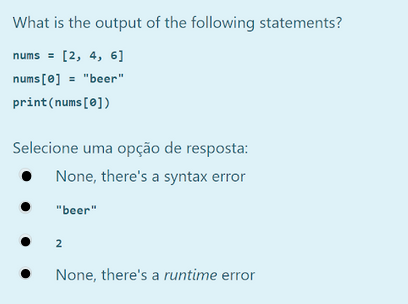 What is the output of the following statements?
nums = [2, 4, 6]
nums[0] = "beer"
print(nums[0])
Selecione uma opção de resposta:
None, there's a syntax error
"beer"
2
None, there's a runtime error